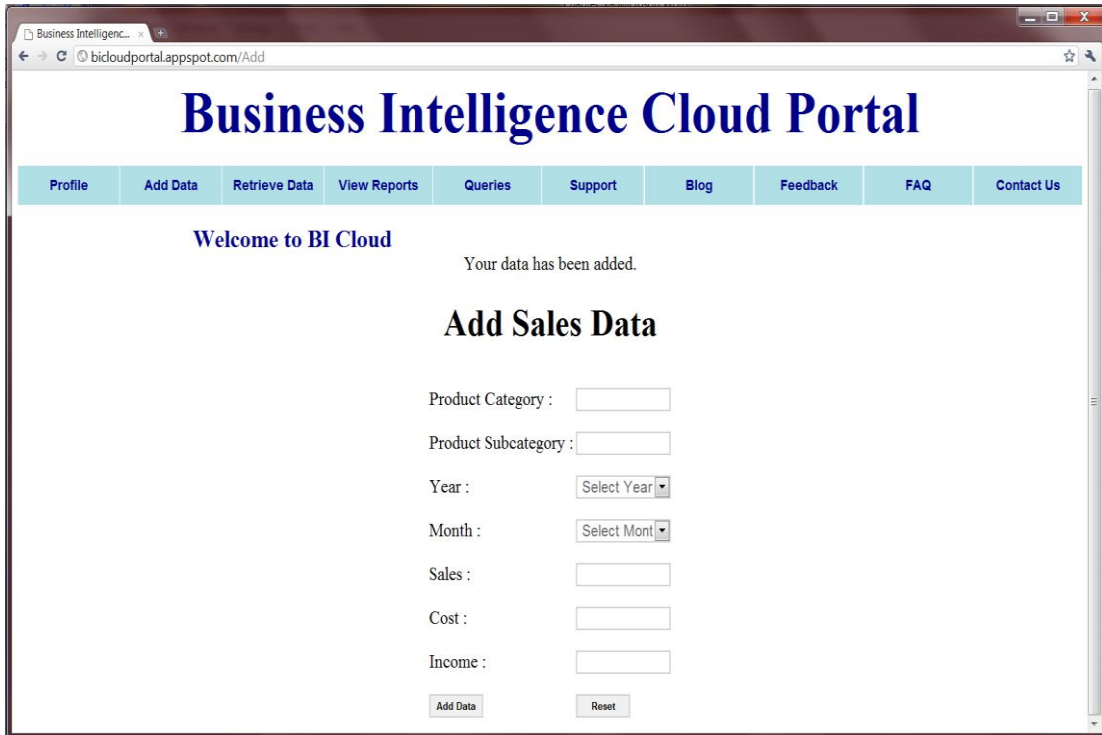 Business Intelligenc...
bicloudportal.appspot.com/Add
Business Intelligence Cloud Portal
Profile Add Data Retrieve Data View Reports Queries Support Blog Feedback FAQ Contact Us
Welcome to BI Cloud
Your data has been added.
Add Sales Data
Product Category :
Product Subcategory :
Year : Select Year
Month : Select Mont
Sales :
Cost :
Income :
Add Data Reset